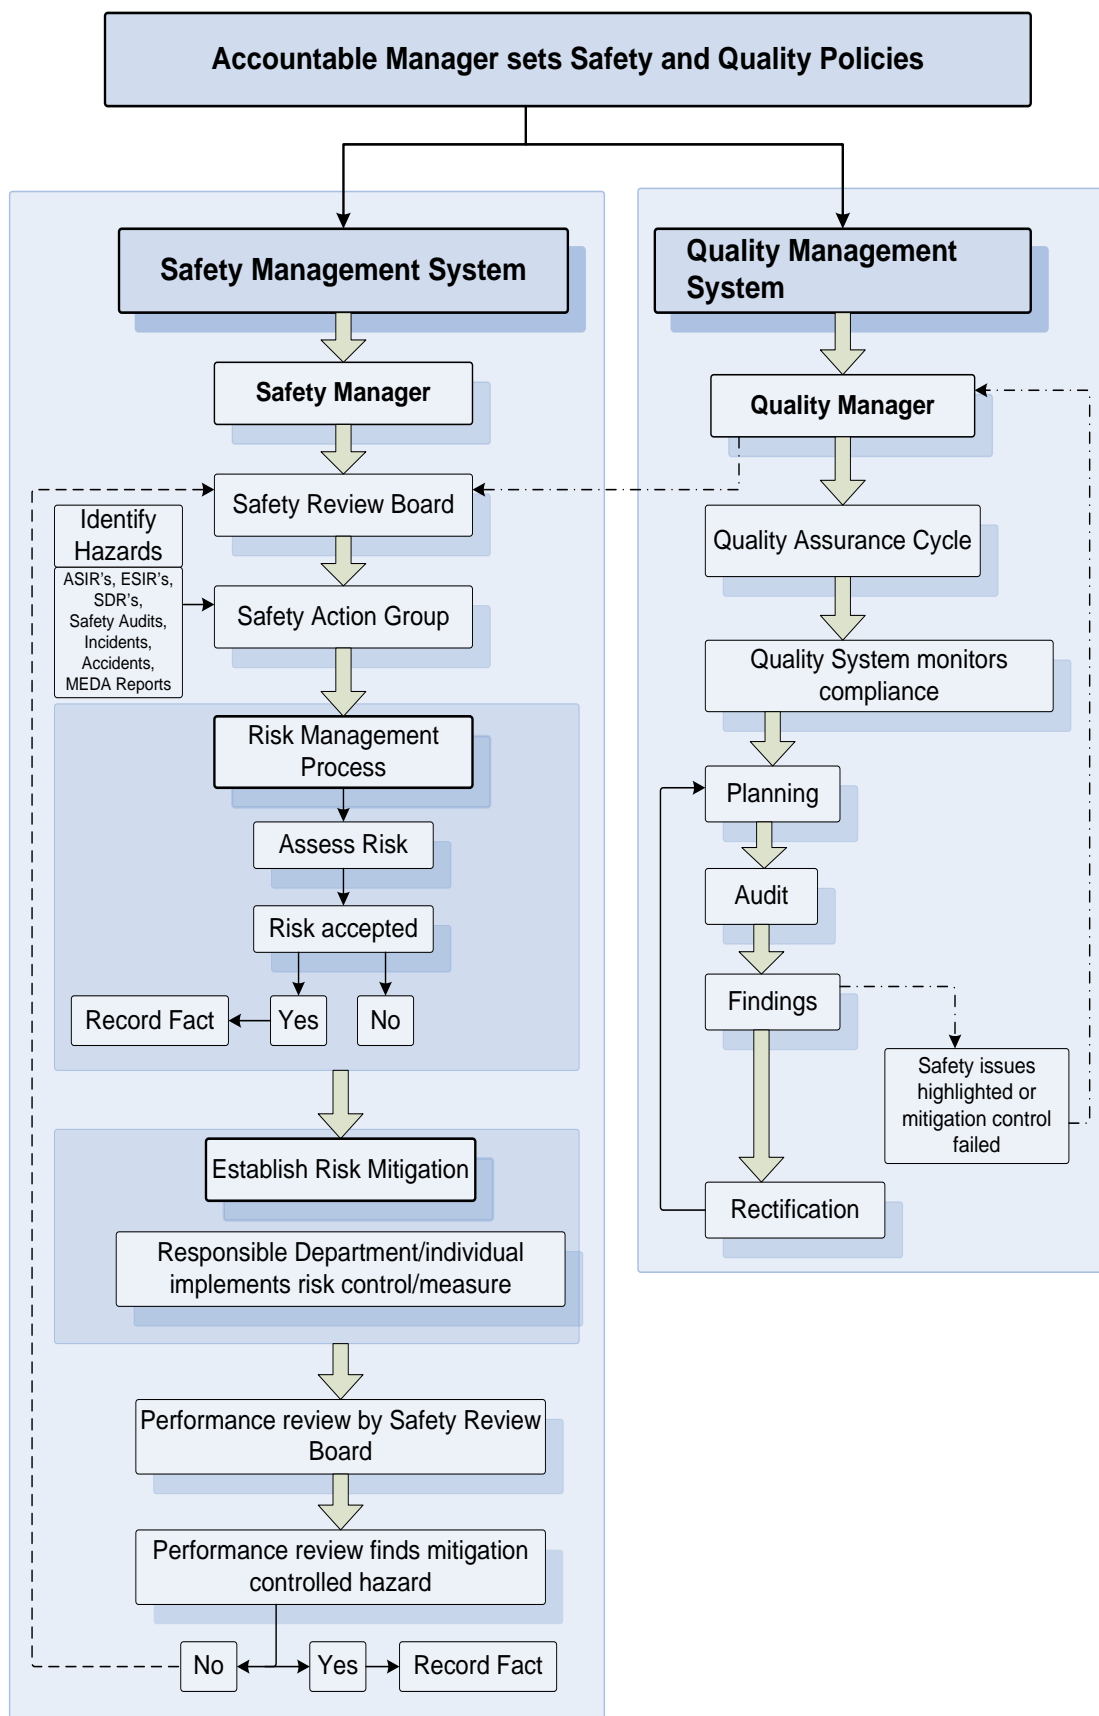 Accountable Manager sets Safety and Quality Policies
Safety Management System
Safety Manager
Safety Review Board
Identify
Hazards
ASIR's, ESIR's,
SDR's,
Safety Audits,
Incidents,
Accidents,
MEDA Reports
Safety Action Group
Risk Management
Process
Assess Risk
Risk accepted
Record Fact
Yes
No
Establish Risk Mitigation
Responsible Department/individual
implements risk control/measure
Performance review by Safety Review
Board
Performance review finds mitigation
controlled hazard
No
Yes
Record Fact
Quality Management
System
Quality Manager
Quality Assurance Cycle
Quality System monitors
compliance
Planning
Audit
Findings
Safety issues
highlighted or
mitigation control
failed
Rectification